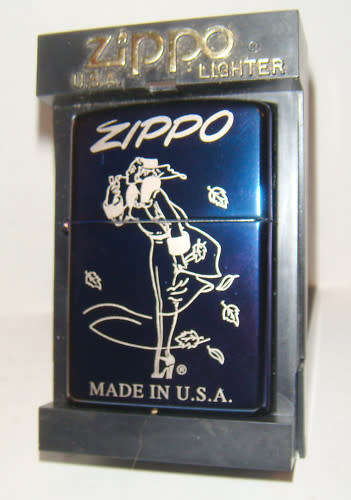 zippo ®
U.S.A. LIGHTER
ZIPPO
®
MADE IN U.S.A.